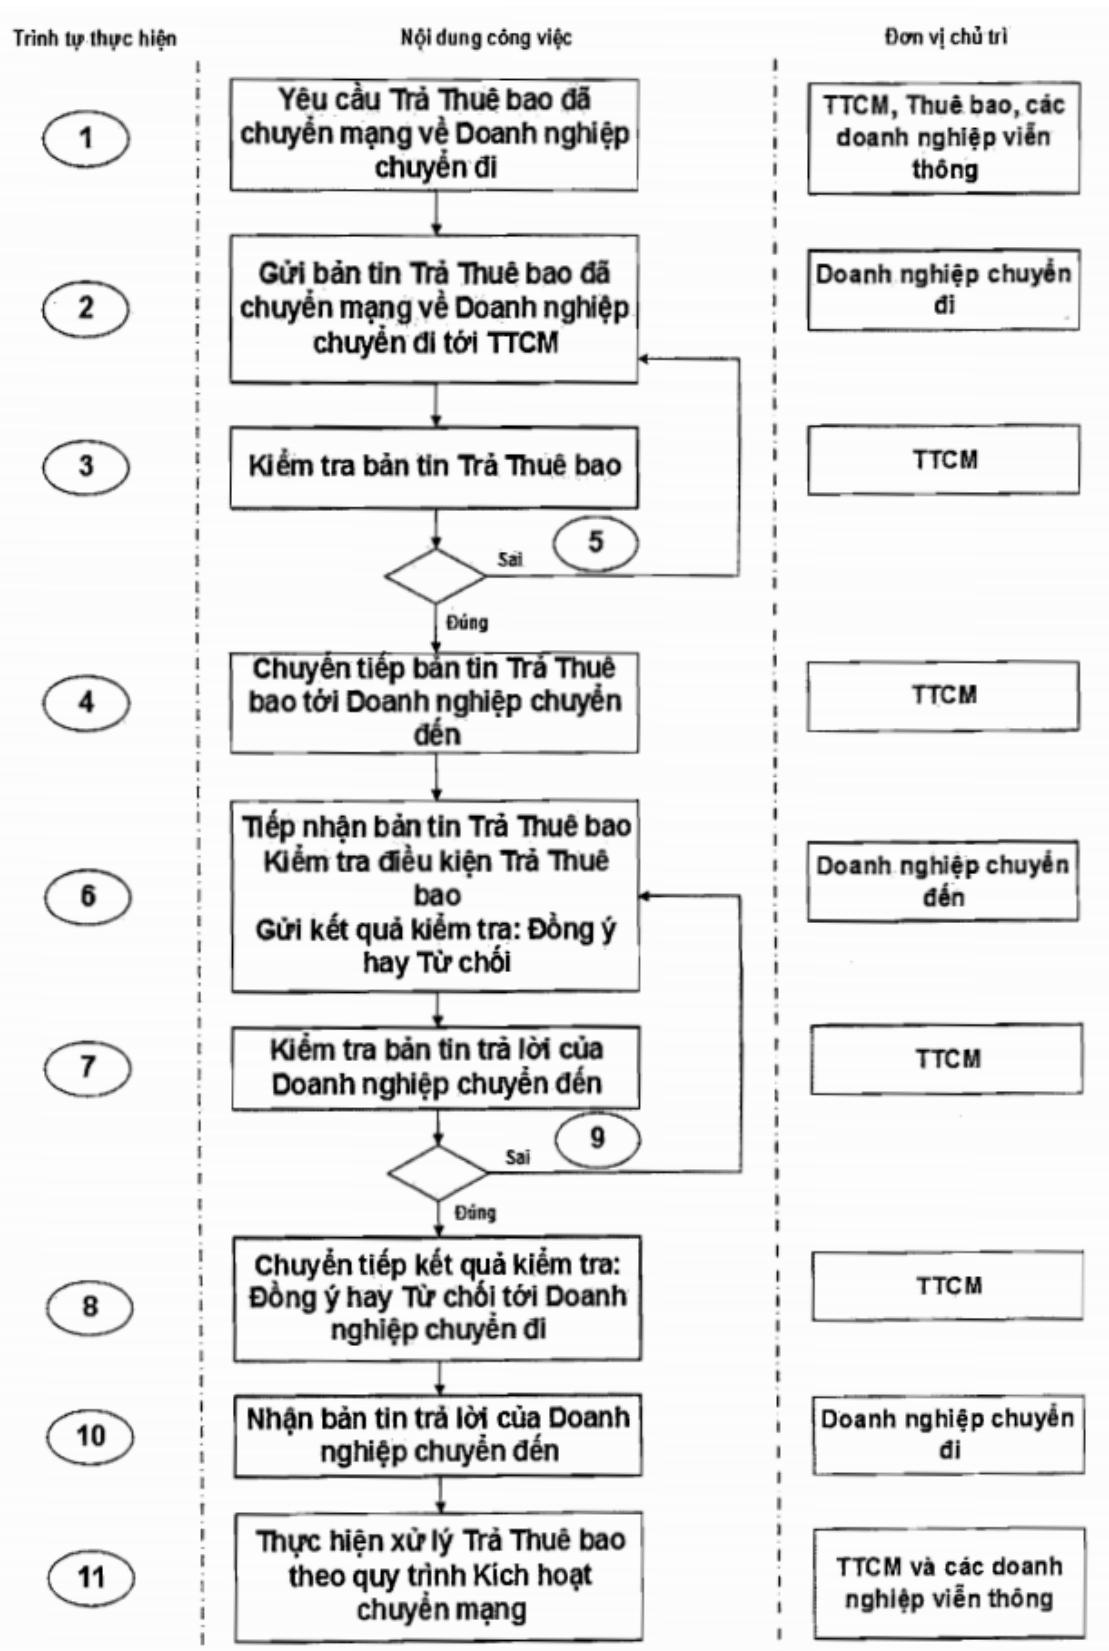 Trình tự thực hiện
Nội dung công việc
Đơn vị chủ trì
1
Yêu cầu Trả Thuê bao đã
chuyển mạng về Doanh nghiệp
chuyển đi
TTCM, Thuê bao, các
doanh nghiệp viễn
thông
2
Gửi bản tin Trả Thuê bao đã
chuyển mạng về Doanh nghiệp
chuyển đi tới TTCM
Doanh nghiệp chuyển
đi
3
Kiểm tra bản tin Trả Thuê bao
TTCM
5
Sai
Đúng
4
Chuyển tiếp bản tin Trả Thuê
bao tới Doanh nghiệp chuyển
đến
TTCM
6
Tiếp nhận bản tin Trả Thuê bao
Kiểm tra điều kiện Trả Thuê
bao
Gửi kết quả kiểm tra: Đồng ý
hay Từ chối
Doanh nghiệp chuyển
đến
7
Kiểm tra bản tin trả lời của
Doanh nghiệp chuyển đến
TTCM
9
Sai
Đúng
8
Chuyển tiếp kết quả kiểm tra:
Đồng ý hay Từ chối tới Doanh
nghiệp chuyển đi
TTCM
10
Nhận bản tin trả lời của Doanh
nghiệp chuyển đến
Doanh nghiệp chuyển
đi
11
Thực hiện xử lý Trả Thuê bao
theo quy trình Kích hoạt
chuyển mạng
TTCM và các doanh
nghiệp viễn thông